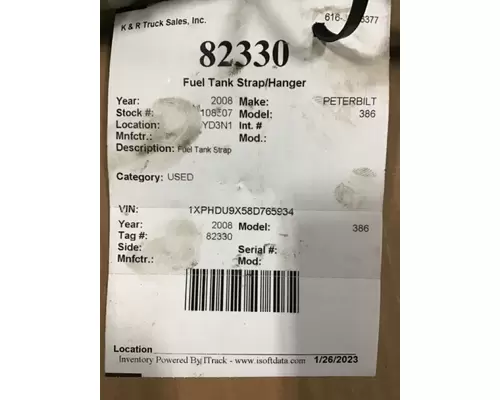 K & R Truck Sales, Inc.
82330
Fuel Tank Strap/Hanger
Year: 2008 Make: PETERBILT
Stock #: Model: 386
Location: YD3N1 Int. #
Mnfctr.: Mod.:
Description: Fuel Tank Strap
Category: USED
VIN: 1XPHDU9X58D765934
Year: 2008 Model: 386
Tag #: 82330
Side: Serial #:
Mnfctr.: Mod:
Location
Inventory Powered By ITrack - www.isoftdata.com 1/26/2023